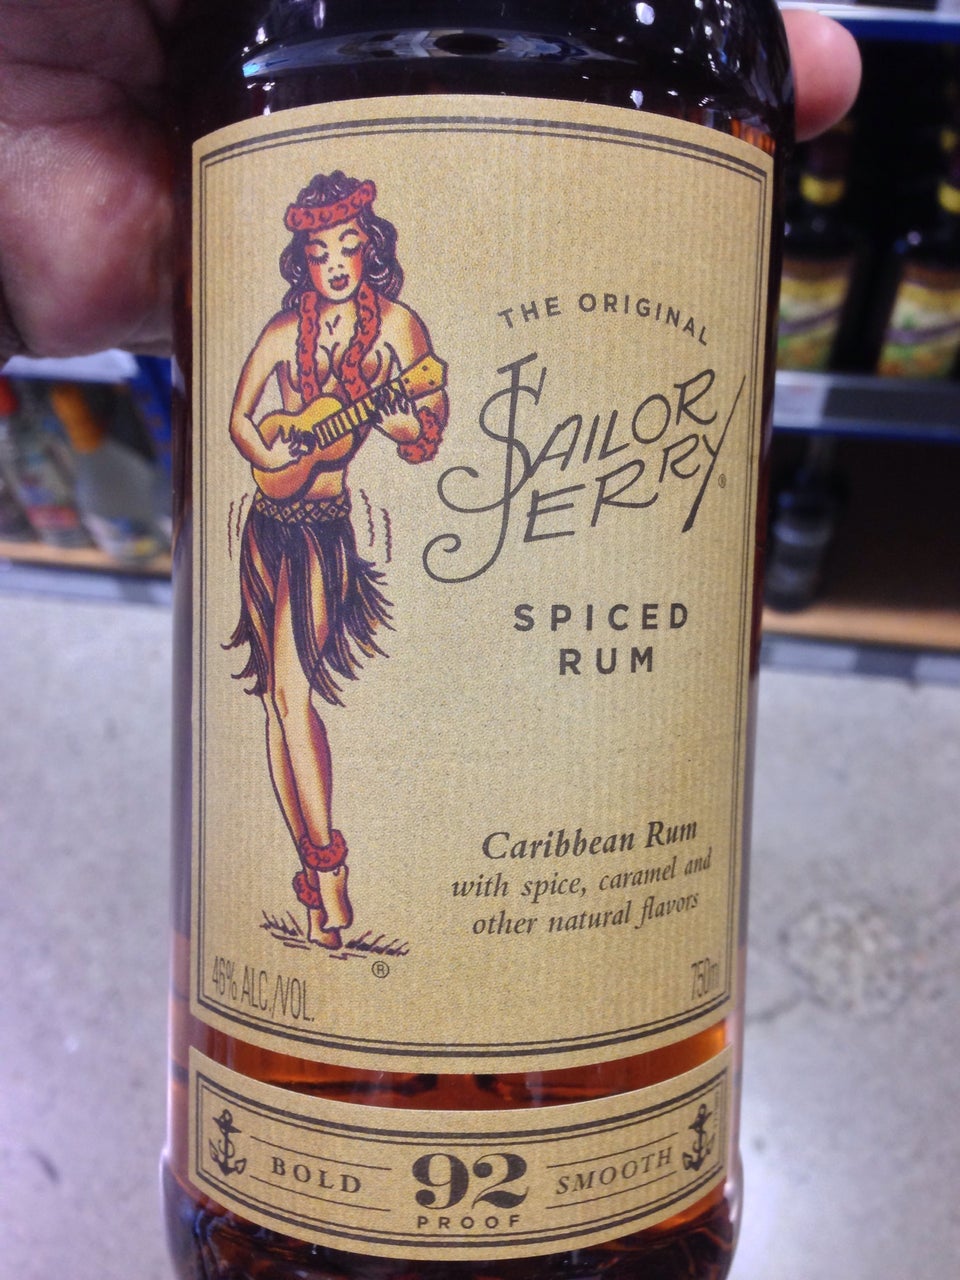 THE ORIGINAL
SAILOR
JERRY®
SPICED
RUM
Caribbean Rum
with spice, caramel and
other natural flavors
®
46% ALC./VOL.
750ml
BOLD
92
PROOF
SMOOTH